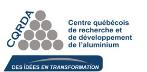 CQRDA
Centre québécois
de recherche et de
développement
de l'aluminium
DES IDÉES EN TRANSFORMATION